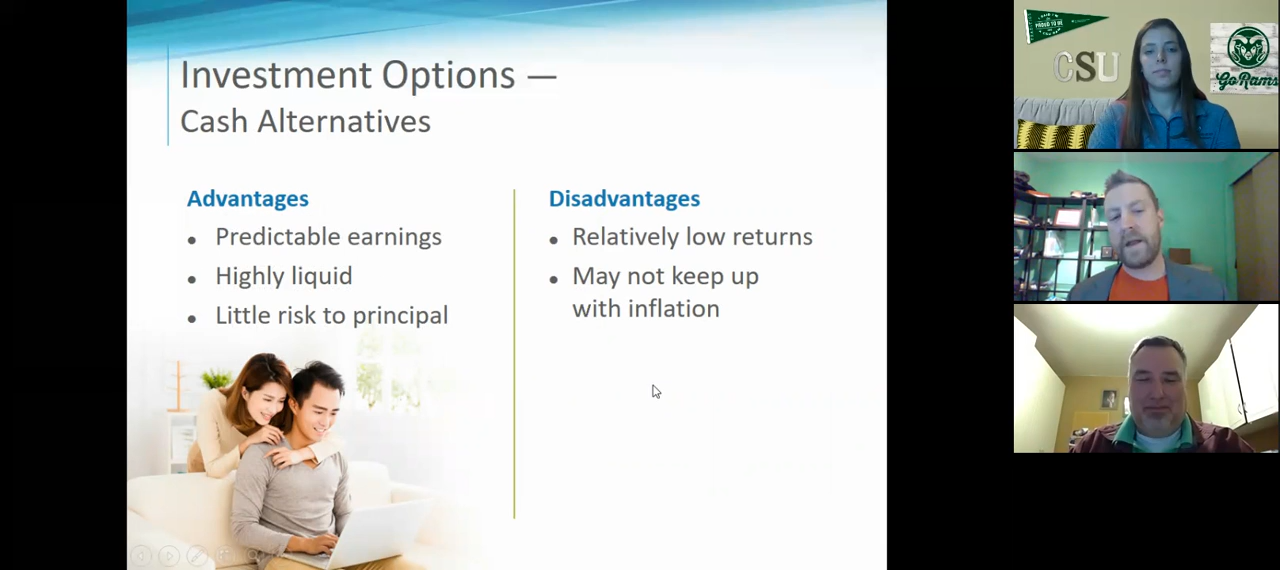 Investment Options —
Cash Alternatives
Advantages
• Predictable earnings
• Highly liquid
• Little risk to principal
Disadvantages
• Relatively low returns
• May not keep up
with inflation
PROUD TO BE
CSU
Go Rams